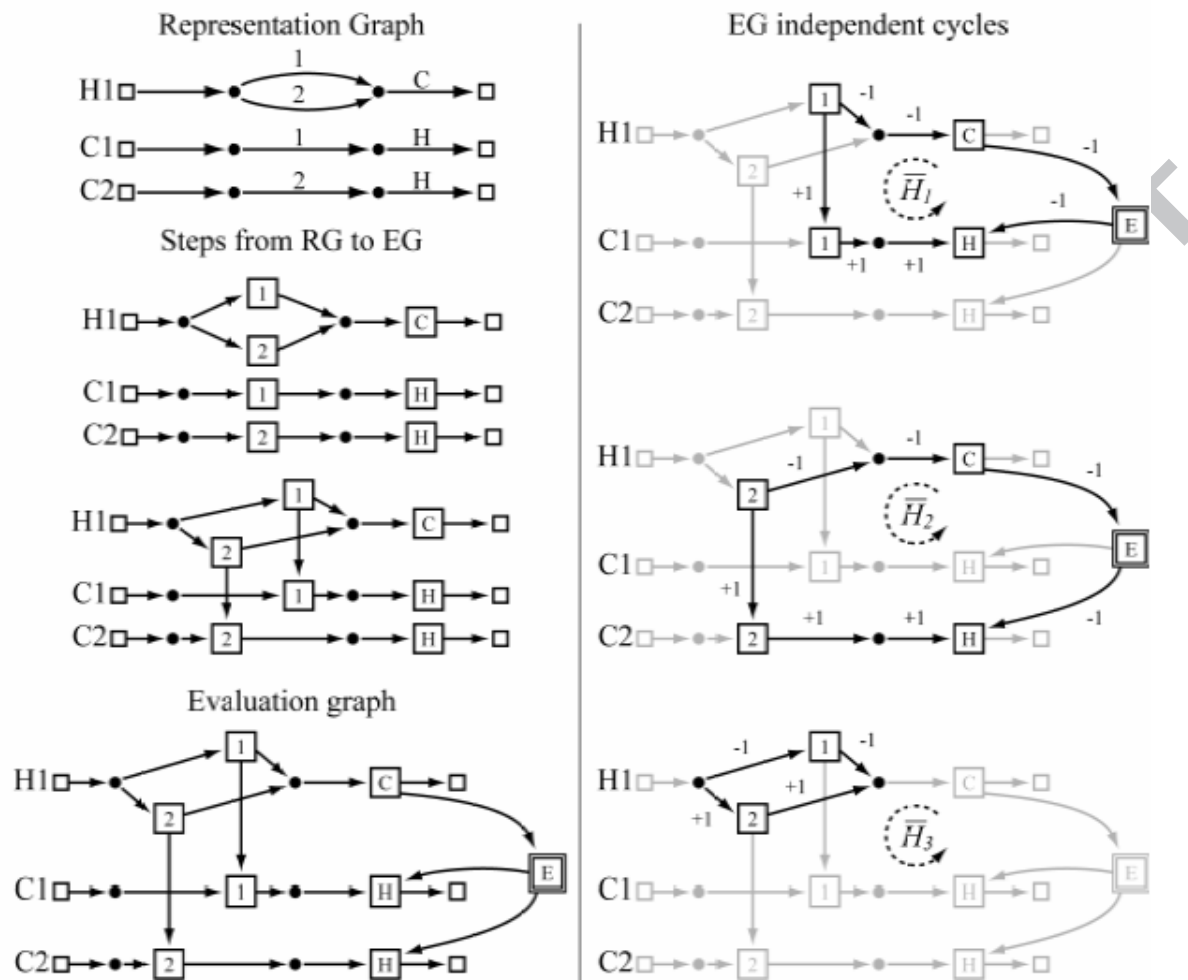 Representation Graph
1
H1 2 C
C1 1 H
C2 2 H
Steps from RG to EG
1
H1 C
2
C1 1 H
C2 2 H
1
H1 C
2
C1 1 H
C2 2 H
Evaluation graph
1
H1 C
2
E
C1 1 H
C2 2 H
EG independent cycles
1 -1
H1 -1 C -1
2
+1 H̅1 -1 E
C1 1 +1 +1 H
C2 2 H
1
H1 -1 -1 C -1
2 H̅2
E
C1 +1 1 H
C2 2 +1 +1 H -1
-1 1 -1
H1 C
+1 2 +1
H̅3 E
C1 1 H
C2 2 H